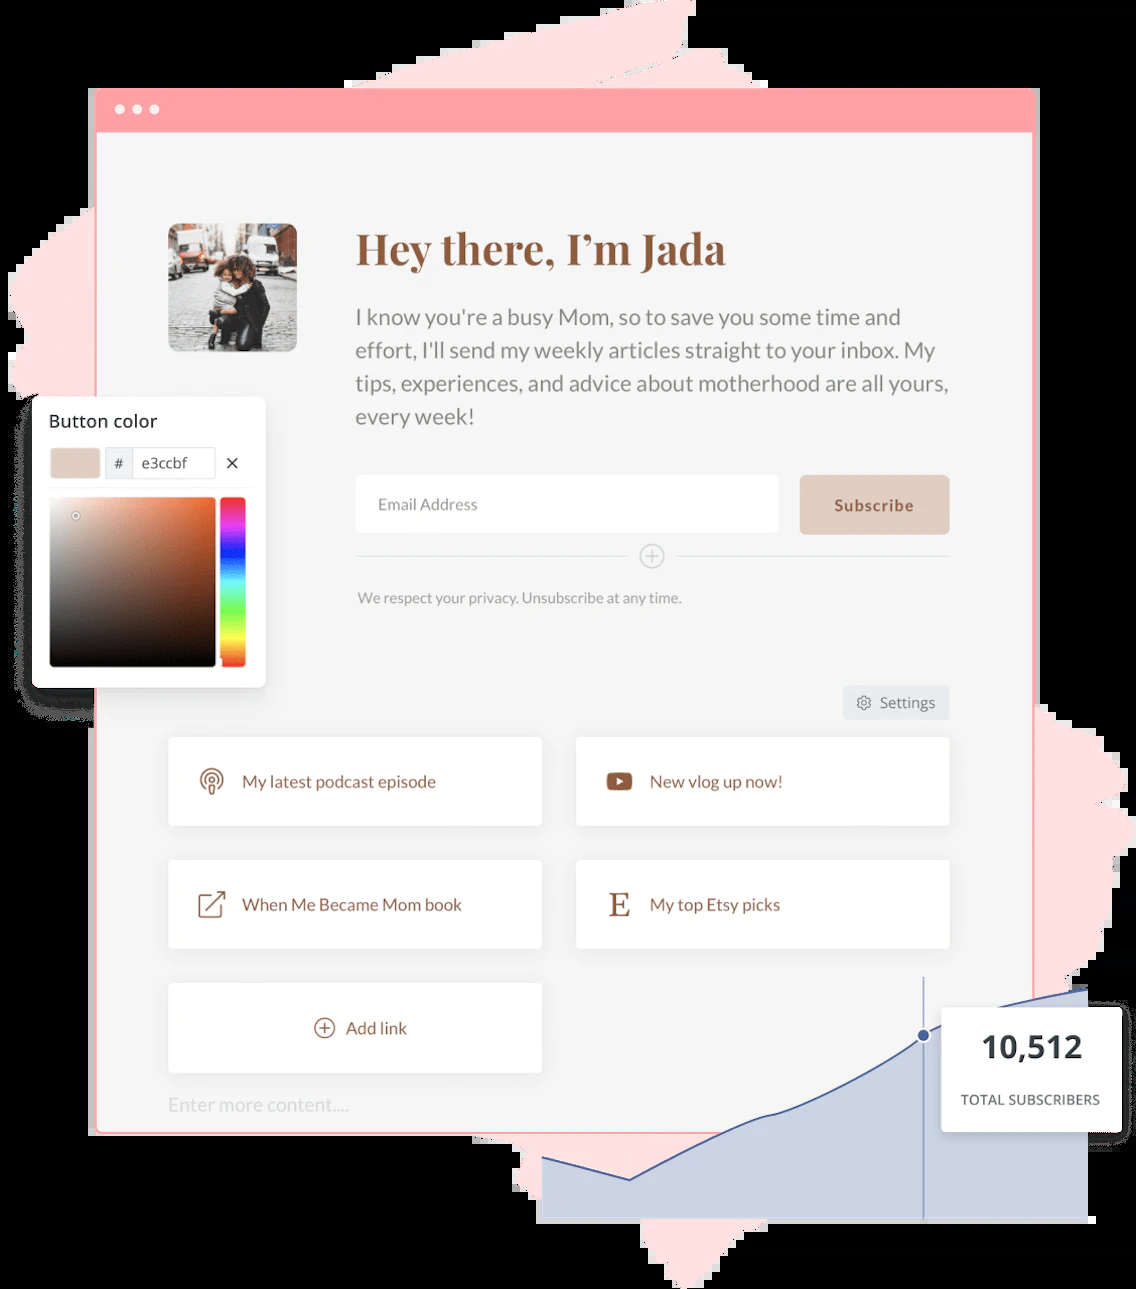 Hey there, I’m Jada
I know you're a busy Mom, so to save you some time and
effort, I'll send my weekly articles straight to your inbox. My
tips, experiences, and advice about motherhood are all yours,
every week!
Button color
# e3ccbf
Email Address
Subscribe
We respect your privacy. Unsubscribe at any time.
Settings
My latest podcast episode
New vlog up now!
When Me Became Mom book
E My top Etsy picks
Add link
Enter more content....
10,512
TOTAL SUBSCRIBERS